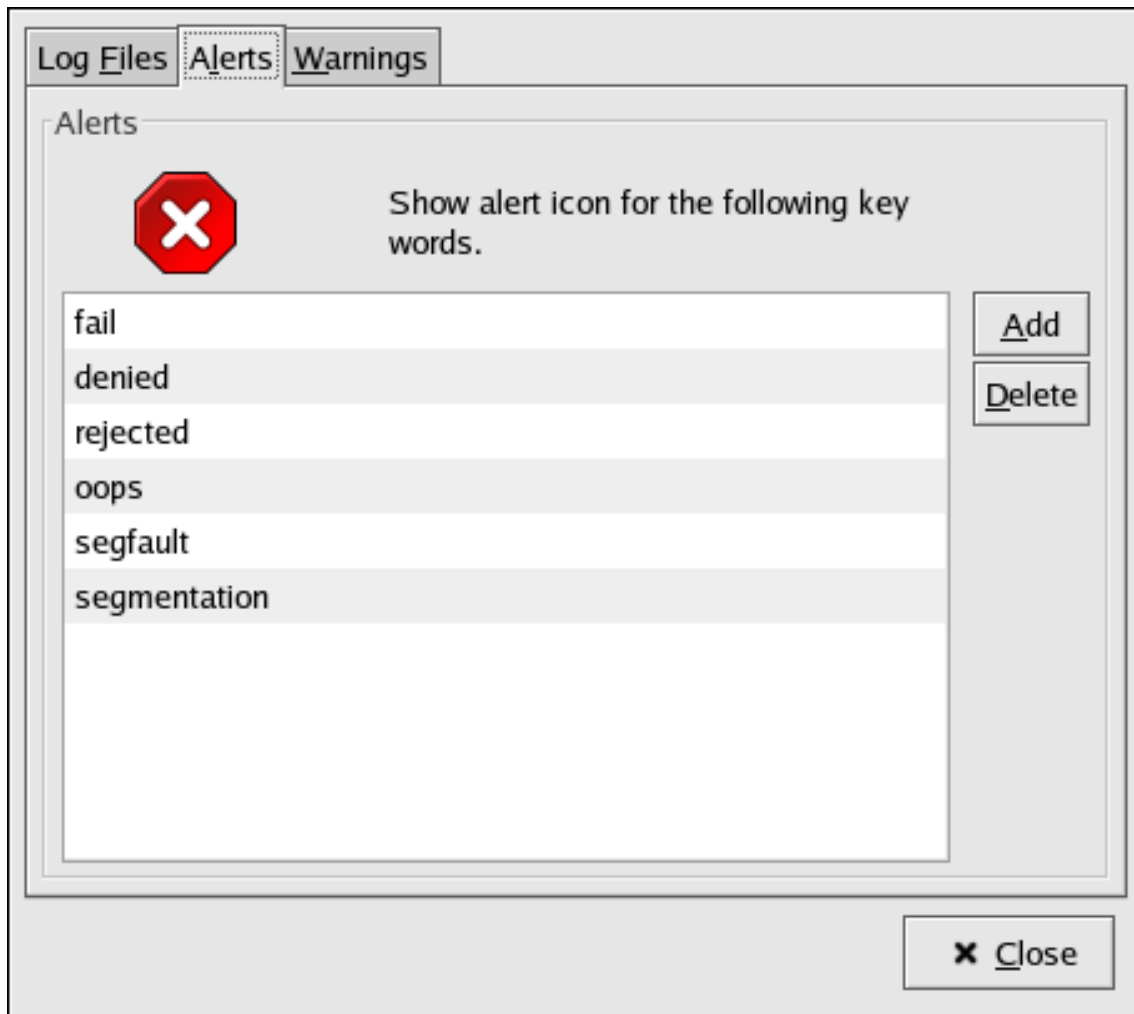 Log Files Alerts Warnings
Alerts
Show alert icon for the following key
words.
fail
denied
rejected
oops
segfault
segmentation
Add
Delete
Close